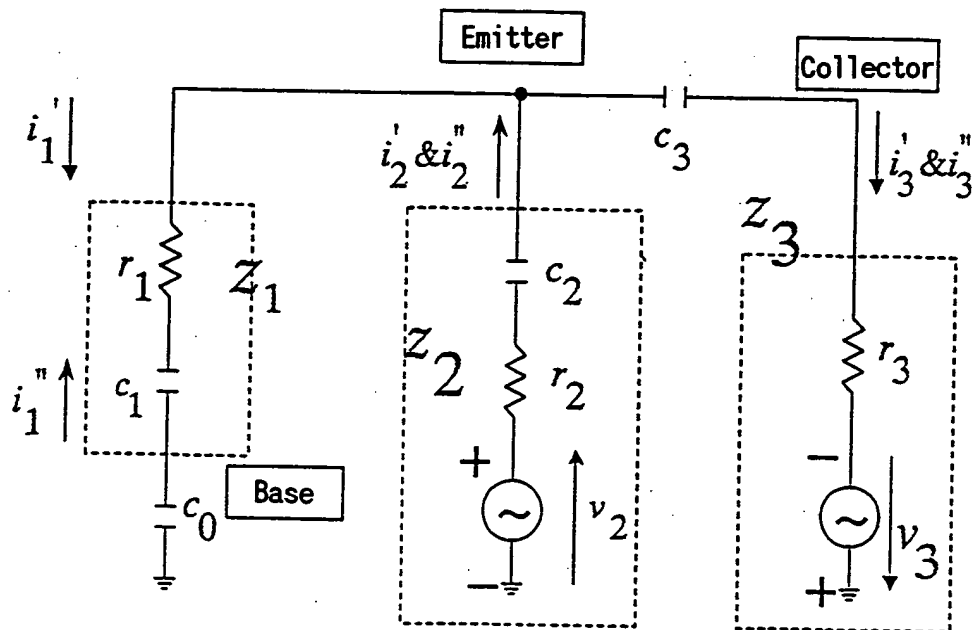 Emitter
Collector
i₁'
i₂' & i₂''
c₃
i₃' & i₃''
r₁
Z₁
c₂
Z₃
Z₂
r₂
r₃
i₁''
c₁
+
−
Base
c₀
~
v₂
~
v₃
−
+